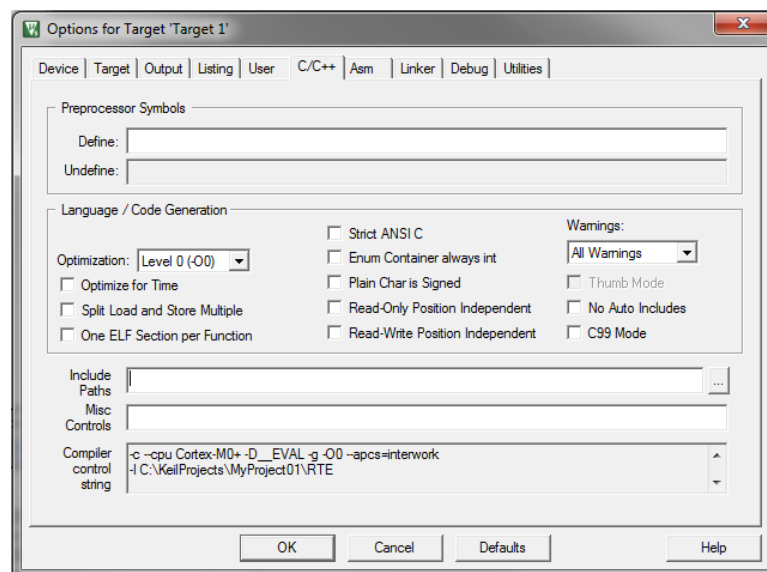 Options for Target 'Target 1'
Device Target Output Listing User C/C++ Asm Linker Debug Utilities
Preprocessor Symbols
Define:
Undefine:
Language / Code Generation
Strict ANSI C
Warnings:
Optimization: Level 0 (-O0)
Enum Container always int
All Warnings
Optimize for Time
Plain Char is Signed
Thumb Mode
Split Load and Store Multiple
Read-Only Position Independent
No Auto Includes
One ELF Section per Function
Read-Write Position Independent
C99 Mode
Include
Paths
...
Misc
Controls
Compiler
control
string
-c --cpu Cortex-M0+ -D__EVAL -g -O0 --apcs=interwork
-I C:\KeilProjects\MyProject01\RTE
OK Cancel Defaults Help